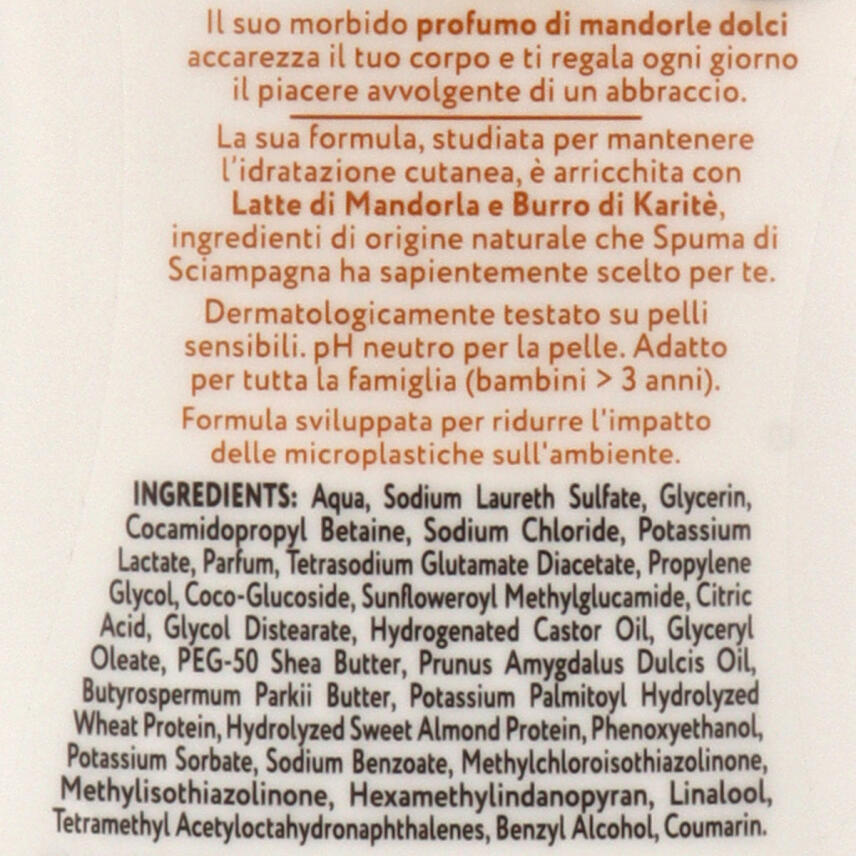 Il suo morbido profumo di mandorle dolci
accarezza il tuo corpo e ti regala ogni giorno
il piacere avvolgente di un abbraccio.
La sua formula, studiata per mantenere
l'idratazione cutanea, è arricchita con
Latte di Mandorla e Burro di Karitè,
ingredienti di origine naturale che Spuma di
Sciampagna ha sapientemente scelto per te.
Dermatologicamente testato su pelli
sensibili. pH neutro per la pelle. Adatto
per tutta la famiglia (bambini > 3 anni).
Formula sviluppata per ridurre l'impatto
delle microplastiche sull'ambiente.
INGREDIENTS: Aqua, Sodium Laureth Sulfate, Glycerin,
Cocamidopropyl Betaine, Sodium Chloride, Potassium
Lactate, Parfum, Tetrasodium Glutamate Diacetate, Propylene
Glycol, Coco-Glucoside, Sunfloweroyl Methylglucamide, Citric
Acid, Glycol Distearate, Hydrogenated Castor Oil, Glyceryl
Oleate, PEG-50 Shea Butter, Prunus Amygdalus Dulcis Oil,
Butyrospermum Parkii Butter, Potassium Palmitoyl Hydrolyzed
Wheat Protein, Hydrolyzed Sweet Almond Protein, Phenoxyethanol,
Potassium Sorbate, Sodium Benzoate, Methylchloroisothiazolinone,
Methylisothiazolinone, Hexamethylindanopyran, Linalool,
Tetramethyl Acetyloctahydronaphthalenes, Benzyl Alcohol, Coumarin.